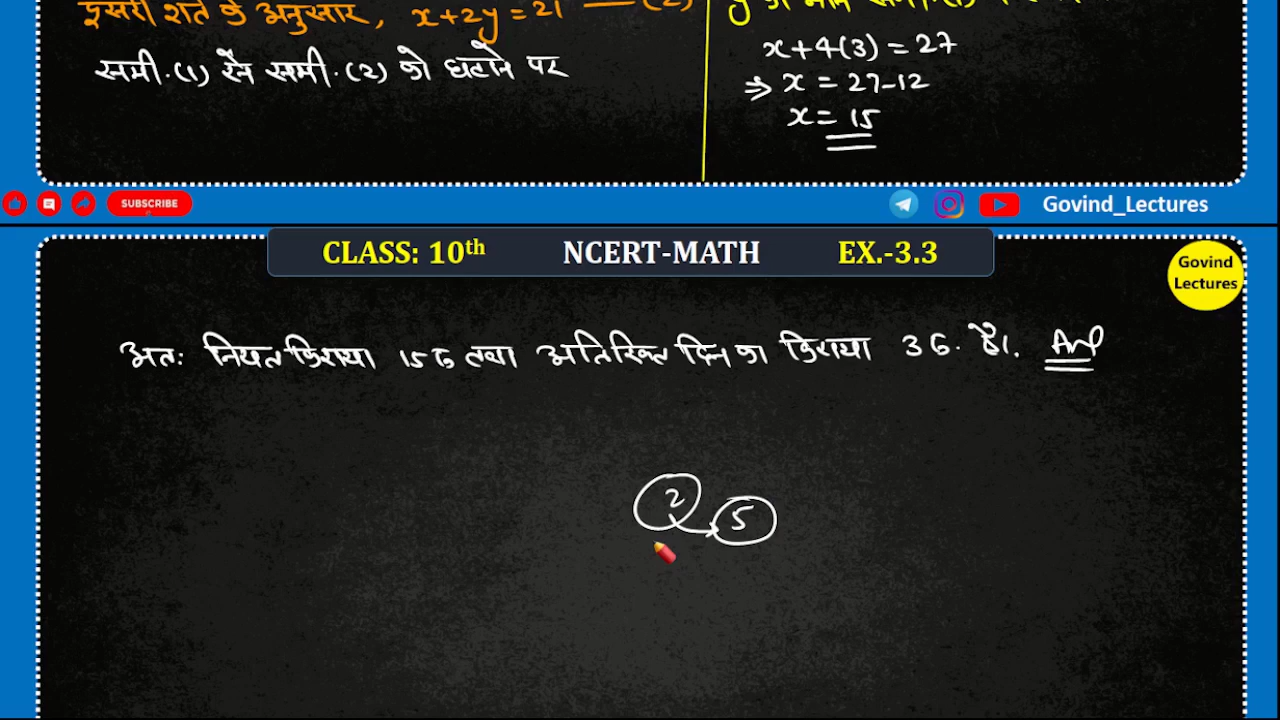 दूसरी शर्त के अनुसार, x+2y=21 —(2)
समी.(1) से समी.(2) को घटाने पर
x+4(3) = 27
⇒ x = 27-12
x = 15
SUBSCRIBE
Govind_Lectures
CLASS: 10th NCERT-MATH EX.-3.3
Govind
Lectures
अतः नियत किराया 15 रु तथा अतिरिक्त दिन का किराया 3 रु. है। Ans
2
5